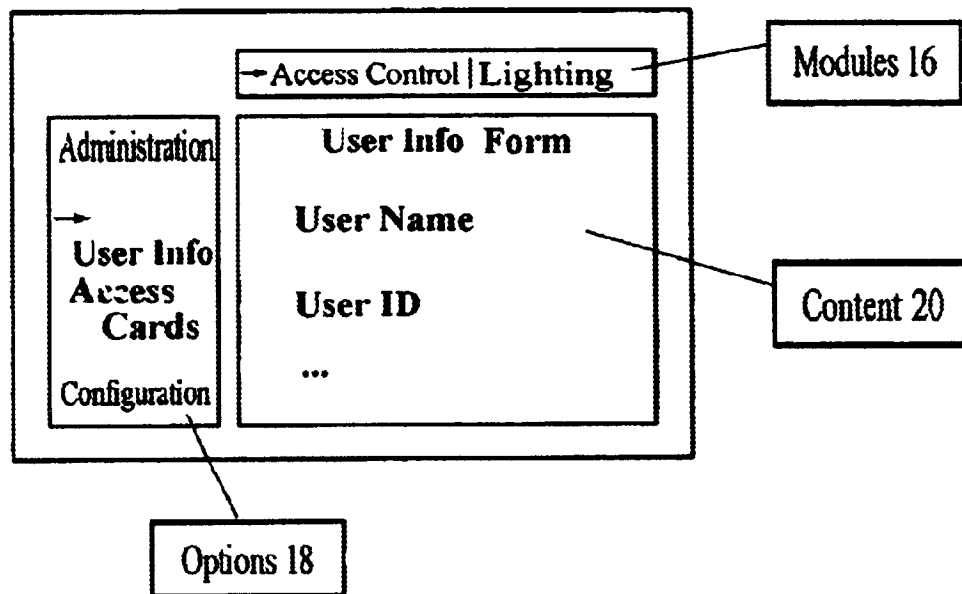 →Access Control | Lighting
Modules 16
Administration
→
User Info
Access
Cards
Configuration
User Info Form
User Name
User ID
...
Content 20
Options 18